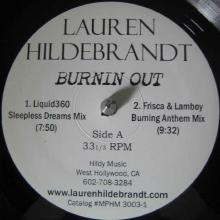 LAUREN
HILDEBRANDT
BURNIN OUT
1. Liquid360
Sleepless Dreams Mix
(7:50)
2. Frisca & Lamboy
Burning Anthem Mix
(9:32)
Side A
33 1/3 RPM
Hildy Music
West Hollywood, CA
602-708-3284
www.laurenhildebrandt.com
Catalog #MPHM 3003-1